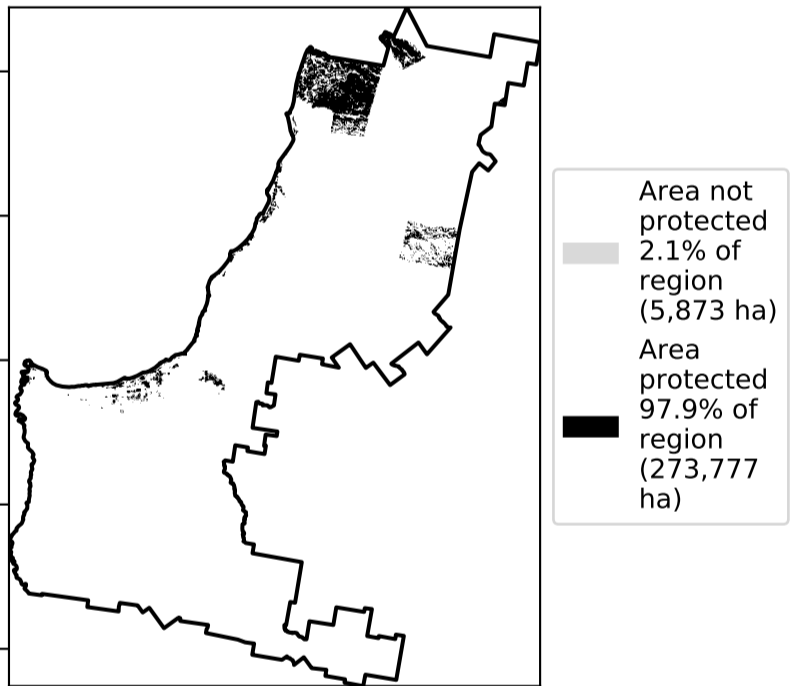 Area not
protected
2.1% of
region
(5,873 ha)
Area
protected
97.9% of
region
(273,777
ha)